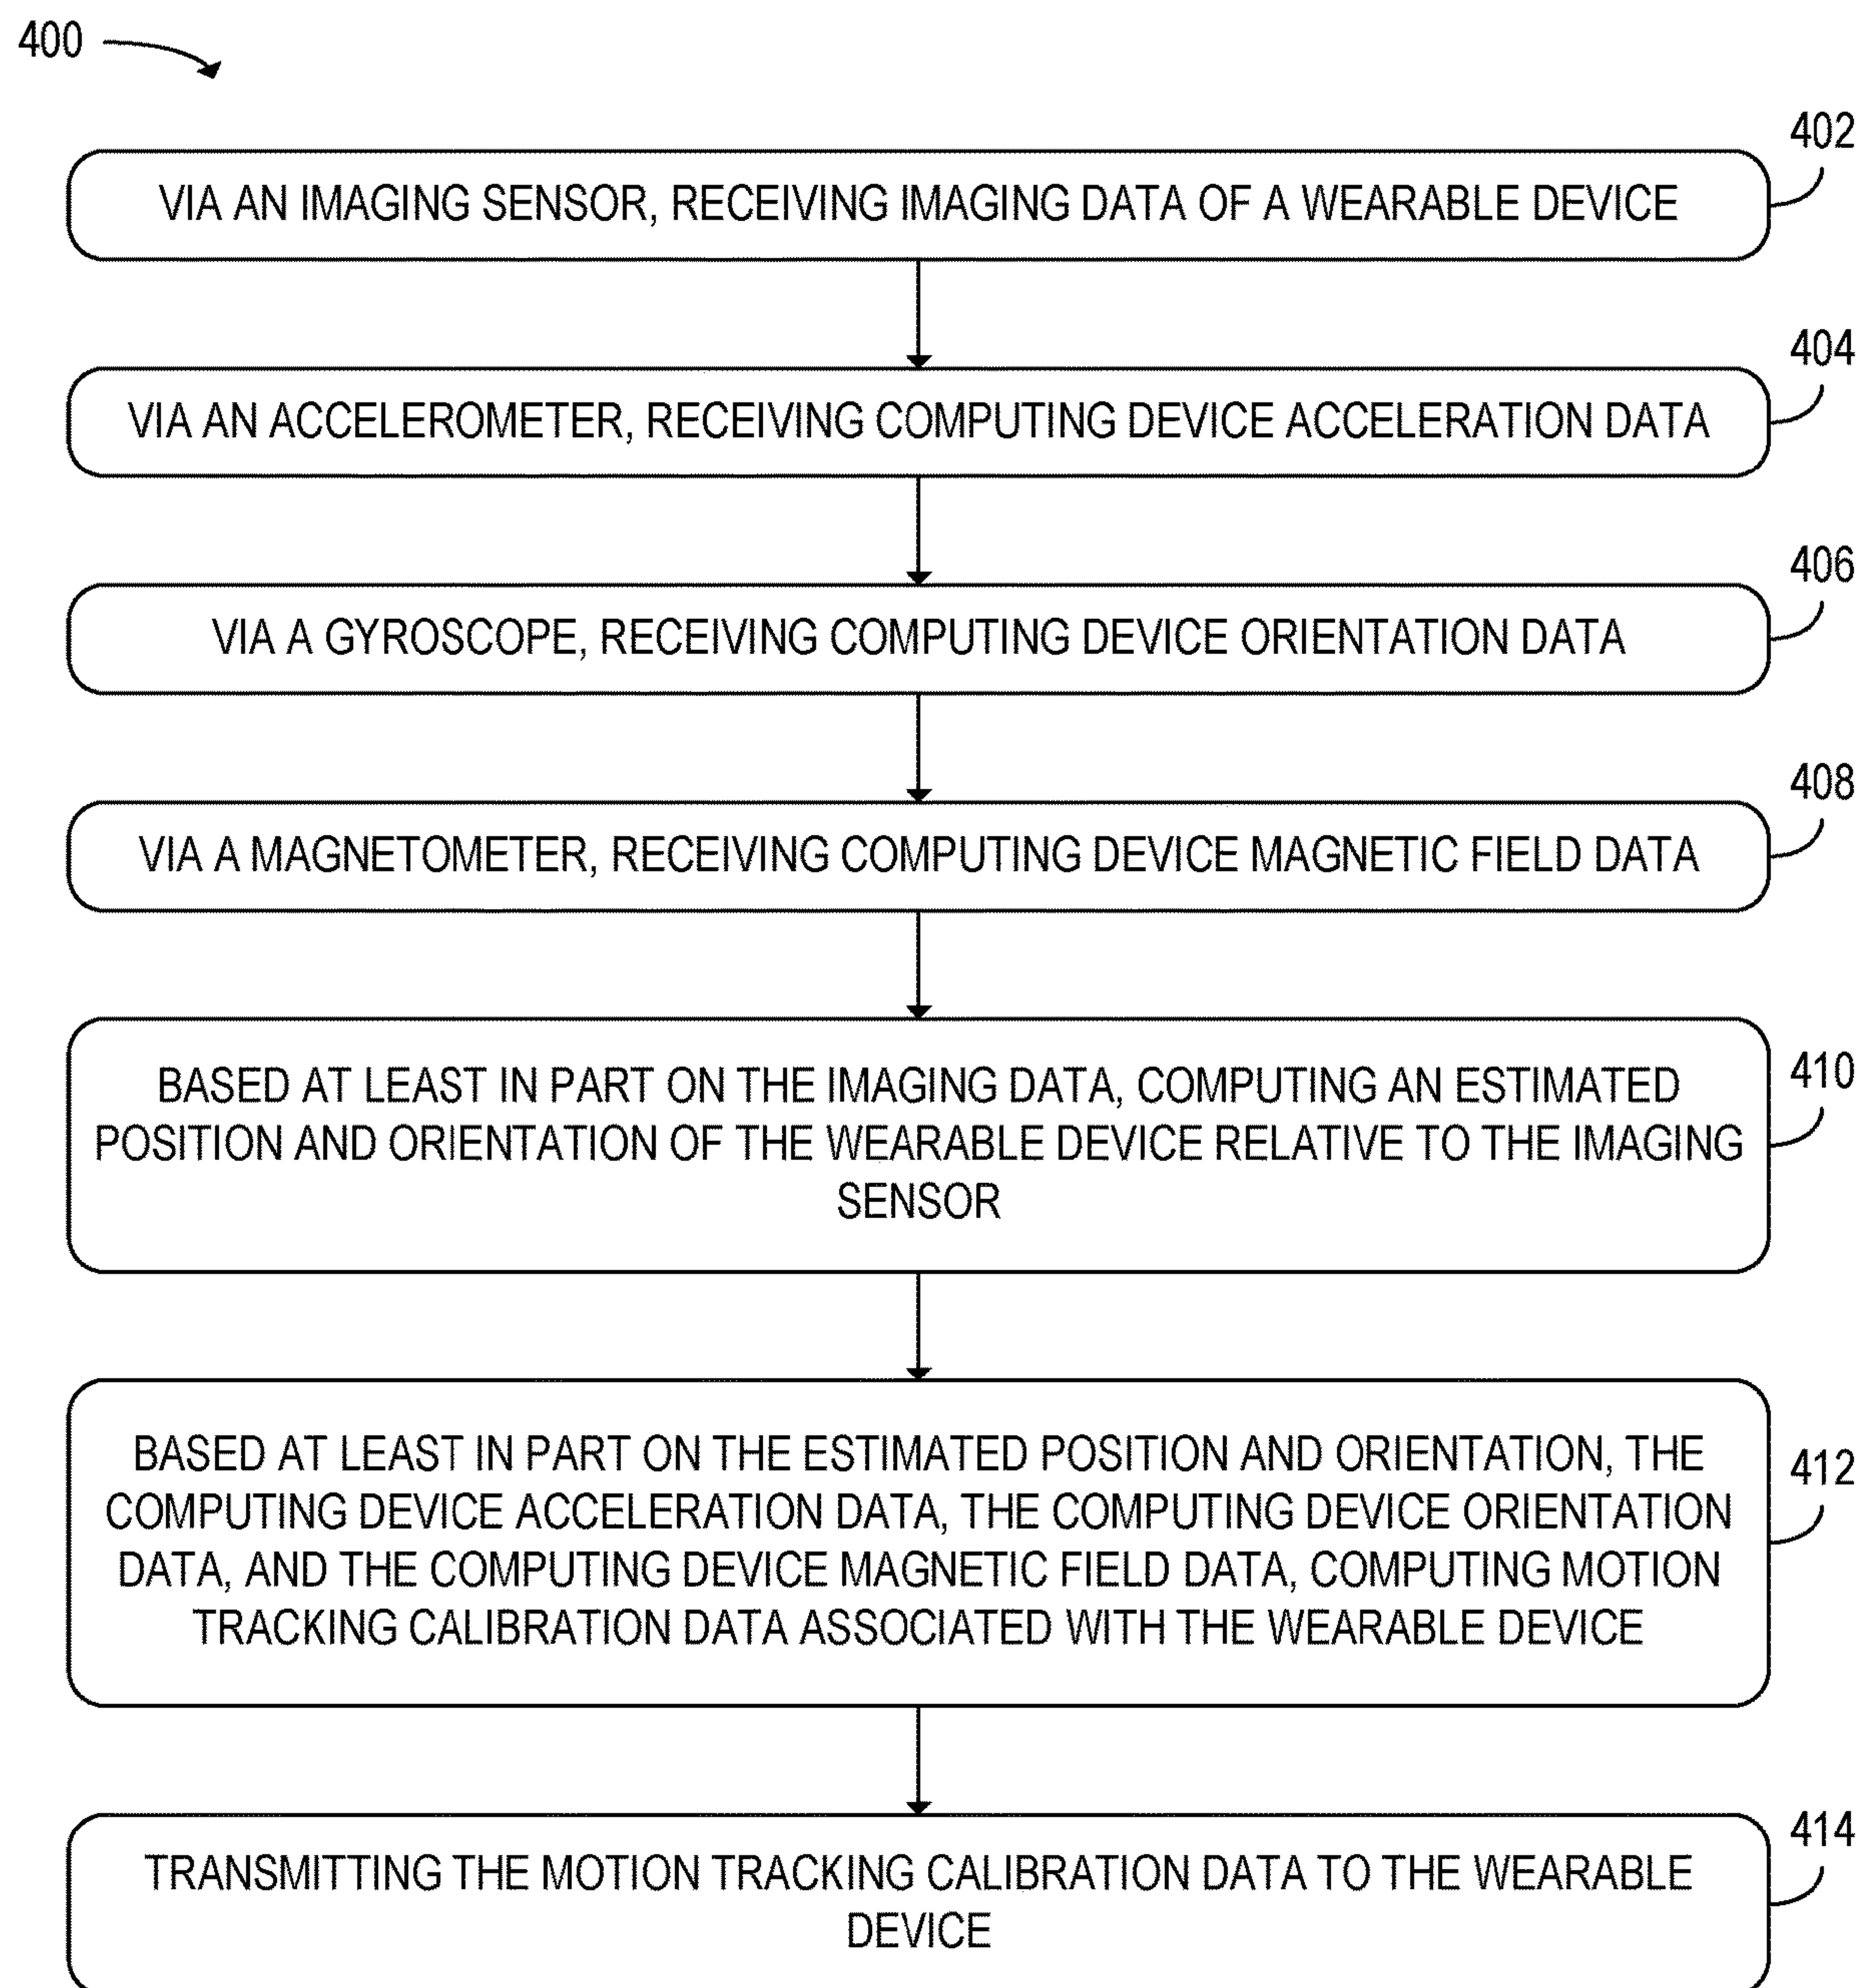 400
402
VIA AN IMAGING SENSOR, RECEIVING IMAGING DATA OF A WEARABLE DEVICE
404
VIA AN ACCELEROMETER, RECEIVING COMPUTING DEVICE ACCELERATION DATA
406
VIA A GYROSCOPE, RECEIVING COMPUTING DEVICE ORIENTATION DATA
408
VIA A MAGNETOMETER, RECEIVING COMPUTING DEVICE MAGNETIC FIELD DATA
410
BASED AT LEAST IN PART ON THE IMAGING DATA, COMPUTING AN ESTIMATED
POSITION AND ORIENTATION OF THE WEARABLE DEVICE RELATIVE TO THE IMAGING
SENSOR
412
BASED AT LEAST IN PART ON THE ESTIMATED POSITION AND ORIENTATION, THE
COMPUTING DEVICE ACCELERATION DATA, THE COMPUTING DEVICE ORIENTATION
DATA, AND THE COMPUTING DEVICE MAGNETIC FIELD DATA, COMPUTING MOTION
TRACKING CALIBRATION DATA ASSOCIATED WITH THE WEARABLE DEVICE
414
TRANSMITTING THE MOTION TRACKING CALIBRATION DATA TO THE WEARABLE
DEVICE